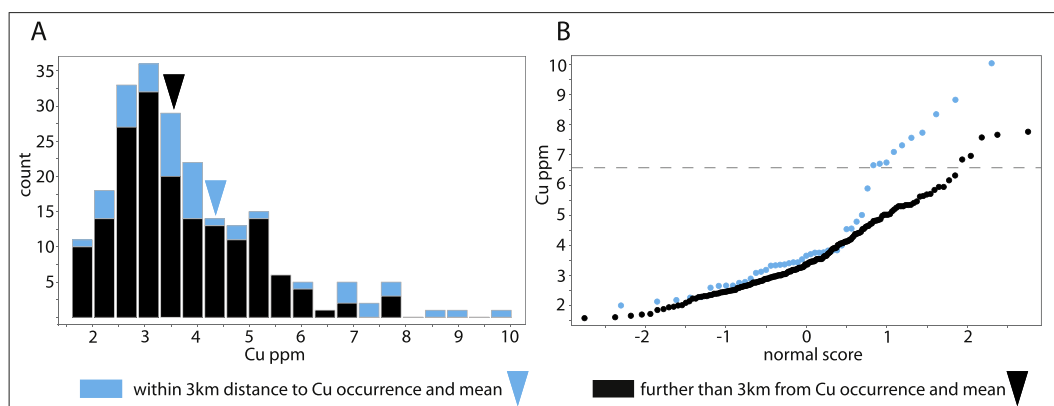 A
35
30
25
20
15
10
5
count
2 3 4 5 6 7 8 9 10
Cu ppm
B
10
9
8
7
6
5
4
3
2
Cu ppm
-2 -1 0 1 2
normal score
within 3km distance to Cu occurrence and mean
further than 3km from Cu occurrence and mean